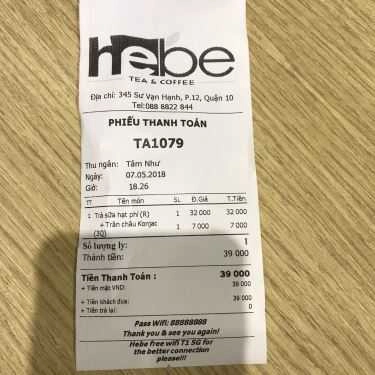 hebe
TEA & COFFEE
Địa chỉ: 345 Sư Vạn Hạnh, P.12, Quận 10
Tel:088 8822 844
PHIẾU THANH TOÁN
TA1079
Thu ngân: Tâm Như
Ngày: 07.05.2018
Giờ: 18.26
TT Tên món SL Đ.Giá T.Tiền
1 Trà sữa hạt phỉ (R) 1 32 000 32 000
+ Trân châu Konjac (3Q) 1 7 000 7 000
Số lượng ly: 1
Thành tiền: 39 000
Tiền Thanh Toán : 39 000
+ Tiền mặt VND: 39 000
+ Tiền khách đưa: 39 000
+ Tiền trả lại: 0
Pass Wifi: 88888888
Thank you & see you again!
Hebe free wifi T1 5G for
the better connection
please!!!